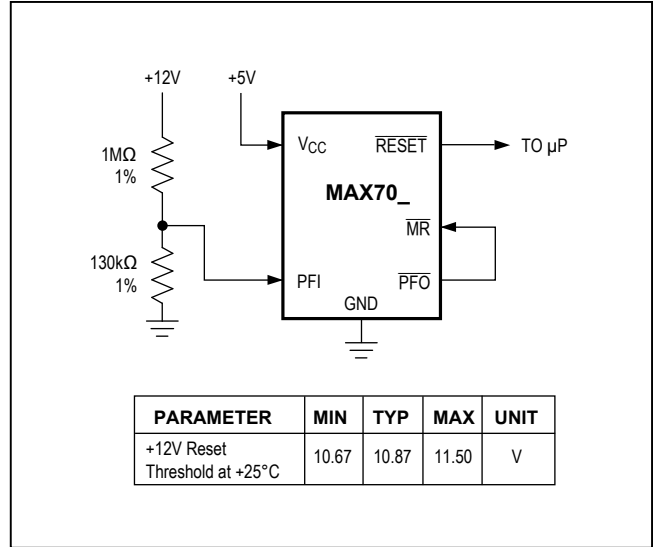 +12V
+5V
1MΩ
1%
130kΩ
1%
VCC
RESET
TO µP
MAX70_
MR
PFI
PFO
GND
PARAMETER MIN TYP MAX UNIT
+12V Reset
Threshold at +25°C 10.67 10.87 11.50 V